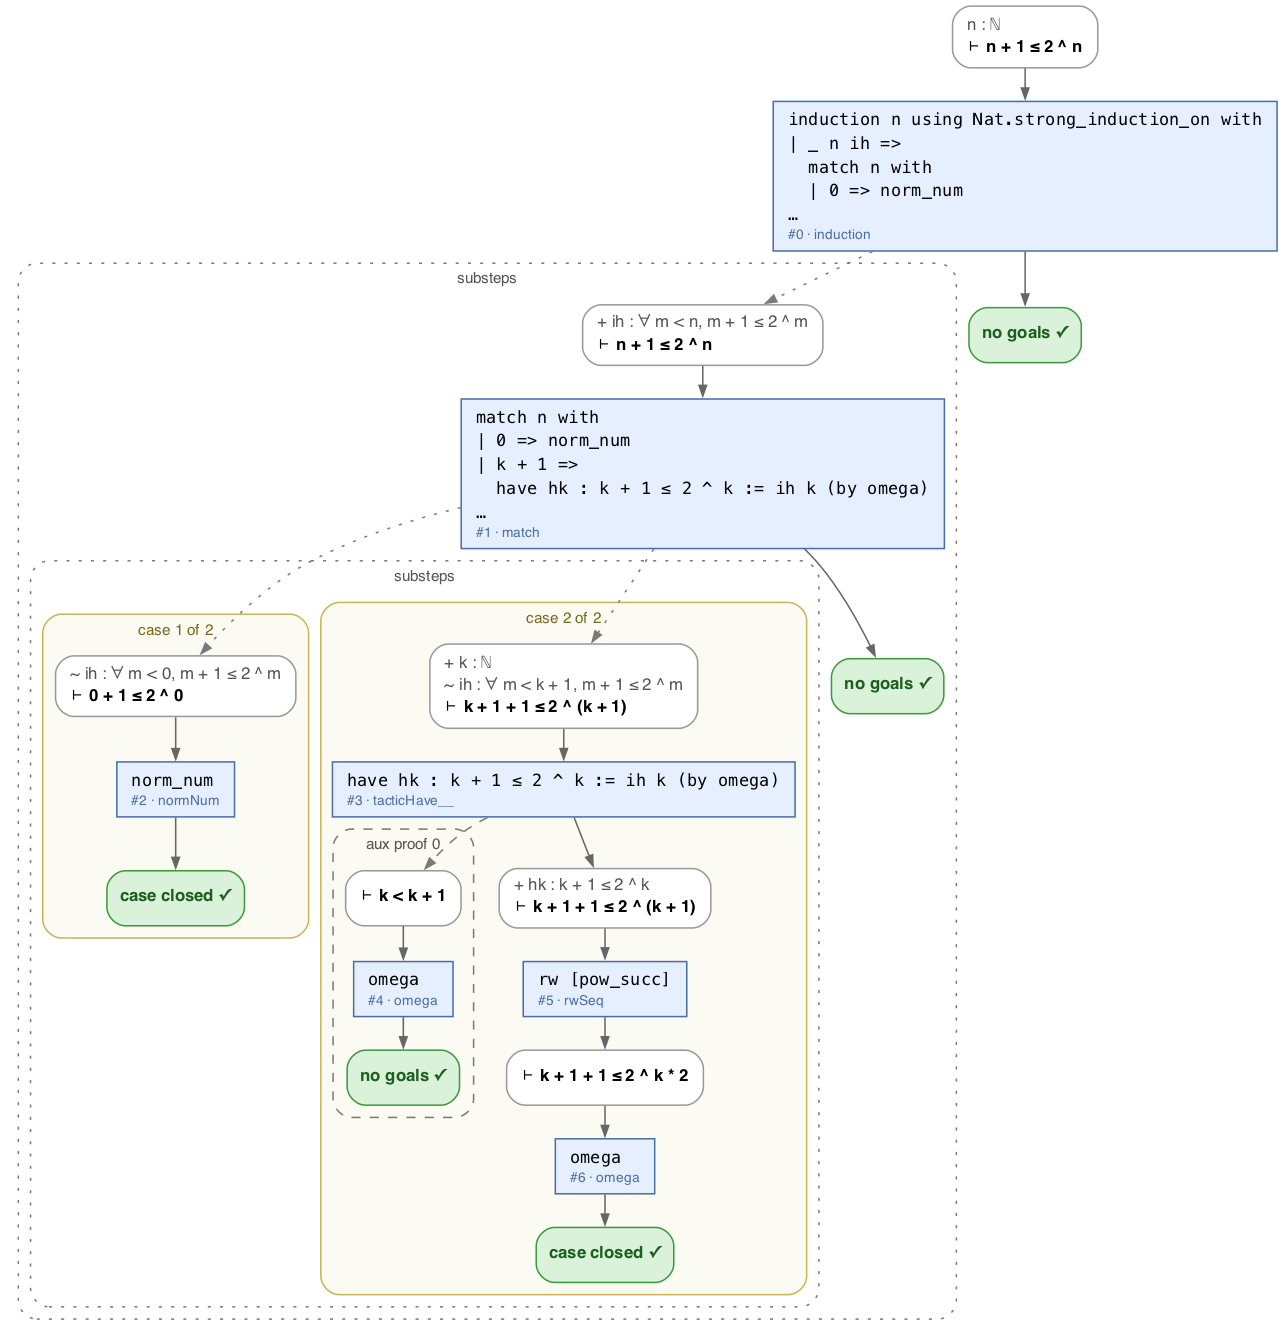 n : ℕ
⊢ n + 1 ≤ 2 ^ n
induction n using Nat.strong_induction_on with
| _ n ih =>
  match n with
  | 0 => norm_num
…
#0 · induction
no goals ✓
substeps
+ ih : ∀ m < n, m + 1 ≤ 2 ^ m
⊢ n + 1 ≤ 2 ^ n
match n with
| 0 => norm_num
| k + 1 =>
  have hk : k + 1 ≤ 2 ^ k := ih k (by omega)
…
#1 · match
no goals ✓
substeps
case 1 of 2
~ ih : ∀ m < 0, m + 1 ≤ 2 ^ m
⊢ 0 + 1 ≤ 2 ^ 0
norm_num
#2 · normNum
case closed ✓
case 2 of 2
+ k : ℕ
~ ih : ∀ m < k + 1, m + 1 ≤ 2 ^ m
⊢ k + 1 + 1 ≤ 2 ^ (k + 1)
have hk : k + 1 ≤ 2 ^ k := ih k (by omega)
#3 · tacticHave__
aux proof 0
⊢ k < k + 1
omega
#4 · omega
no goals ✓
+ hk : k + 1 ≤ 2 ^ k
⊢ k + 1 + 1 ≤ 2 ^ (k + 1)
rw [pow_succ]
#5 · rwSeq
⊢ k + 1 + 1 ≤ 2 ^ k * 2
omega
#6 · omega
case closed ✓